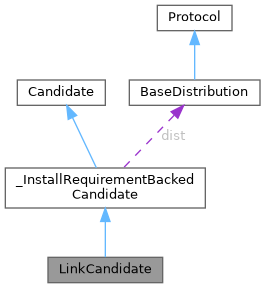 Protocol
Candidate
BaseDistribution
dist
_InstallRequirementBacked
Candidate
LinkCandidate